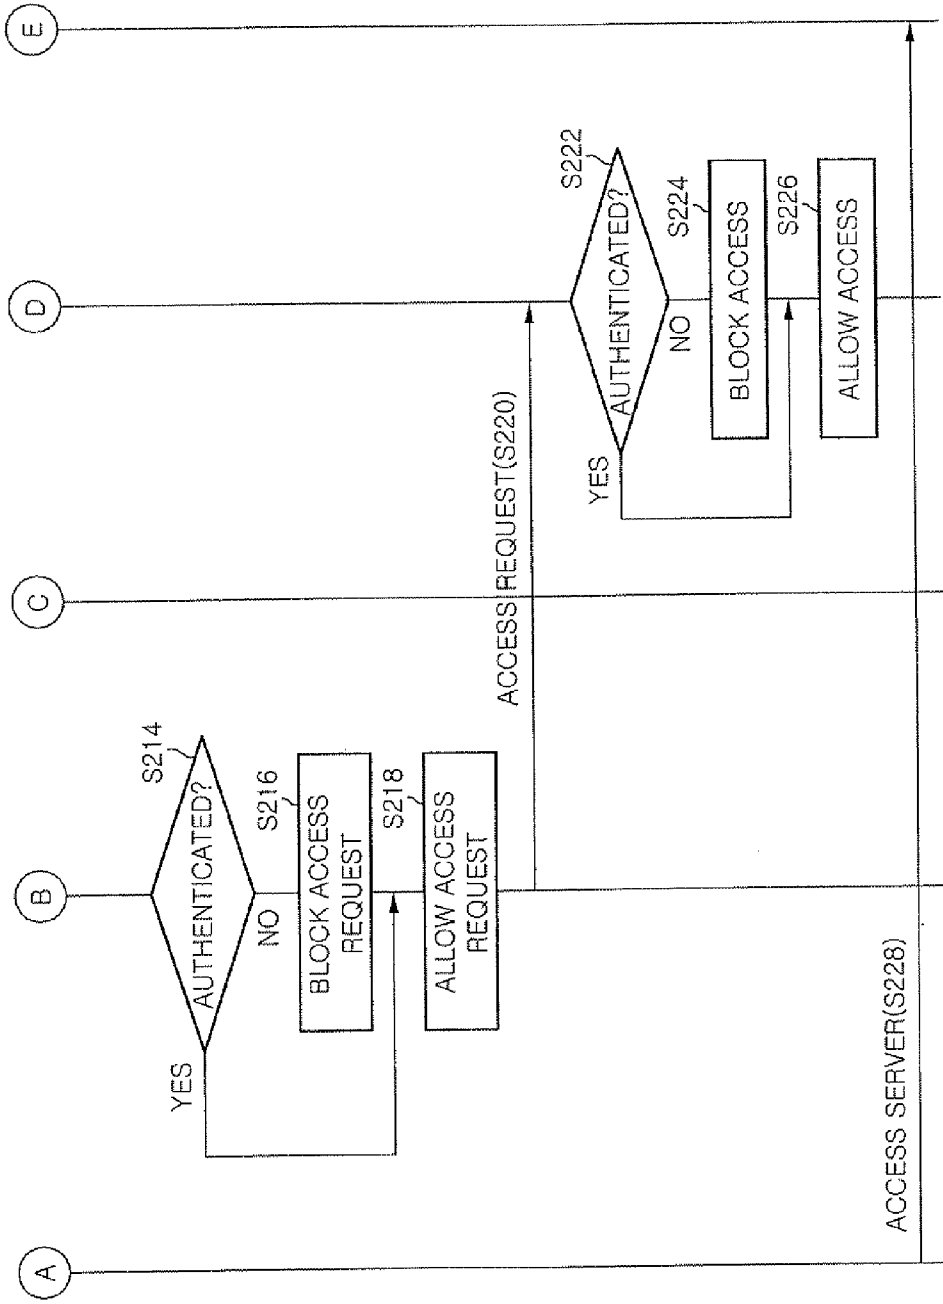 A
B
C
D
E
S214
AUTHENTICATED?
YES
NO
S216
BLOCK ACCESS
REQUEST
S218
ALLOW ACCESS
REQUEST
ACCESS REQUEST(S220)
S222
AUTHENTICATED?
YES
NO
S224
BLOCK ACCESS
S226
ALLOW ACCESS
ACCESS SERVER(S228)